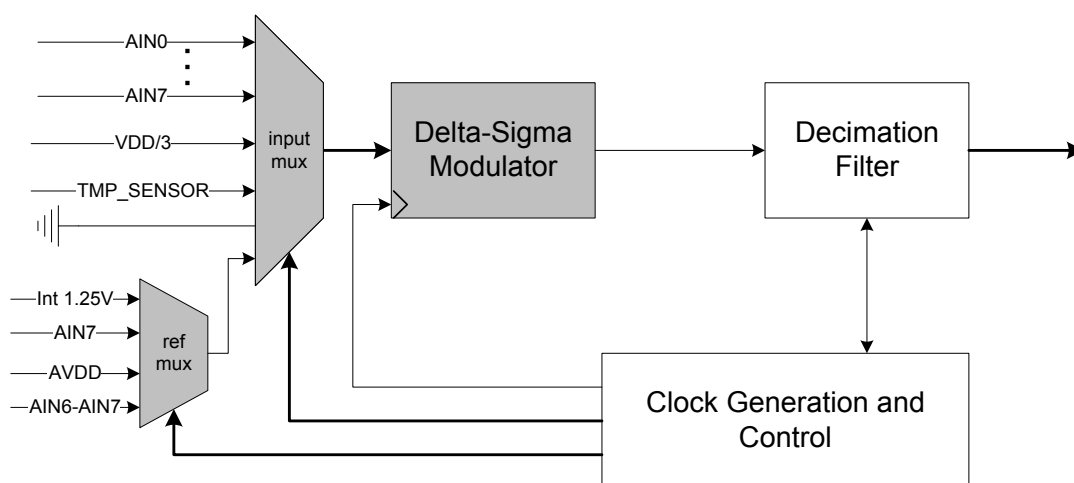 AIN0
AIN7
VDD/3
TMP_SENSOR
input
mux
Delta-Sigma
Modulator
Decimation
Filter
Int 1.25V
AIN7
AVDD
AIN6-AIN7
ref
mux
Clock Generation and
Control